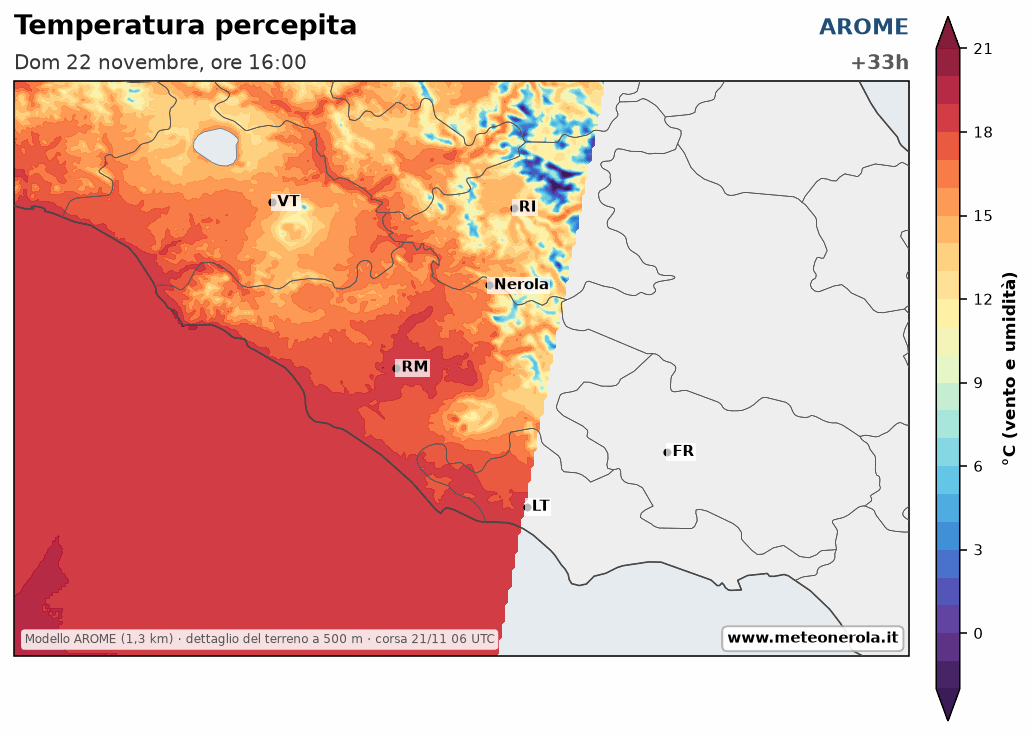 Temperatura percepita
AROME
Dom 22 novembre, ore 16:00
+33h
VT
RI
Nerola
RM
FR
LT
Modello AROME (1,3 km) · dettaglio del terreno a 500 m · corsa 21/11 06 UTC
www.meteonerola.it
21
18
15
12
9
6
3
0
°C (vento e umidità)